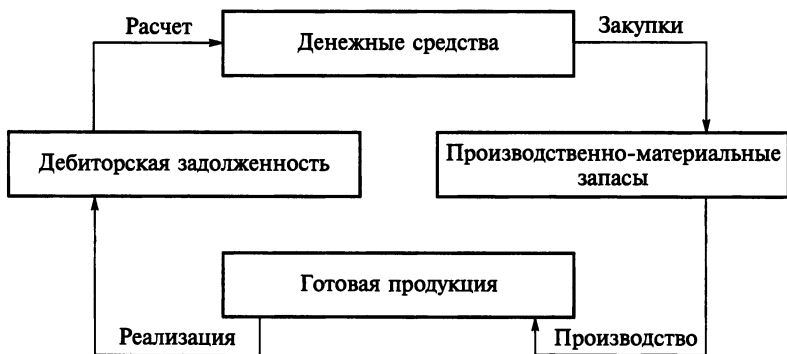 Расчет
Денежные средства
Закупки
Дебиторская задолженность
Производственно-материальные
запасы
Готовая продукция
Реализация
Производство